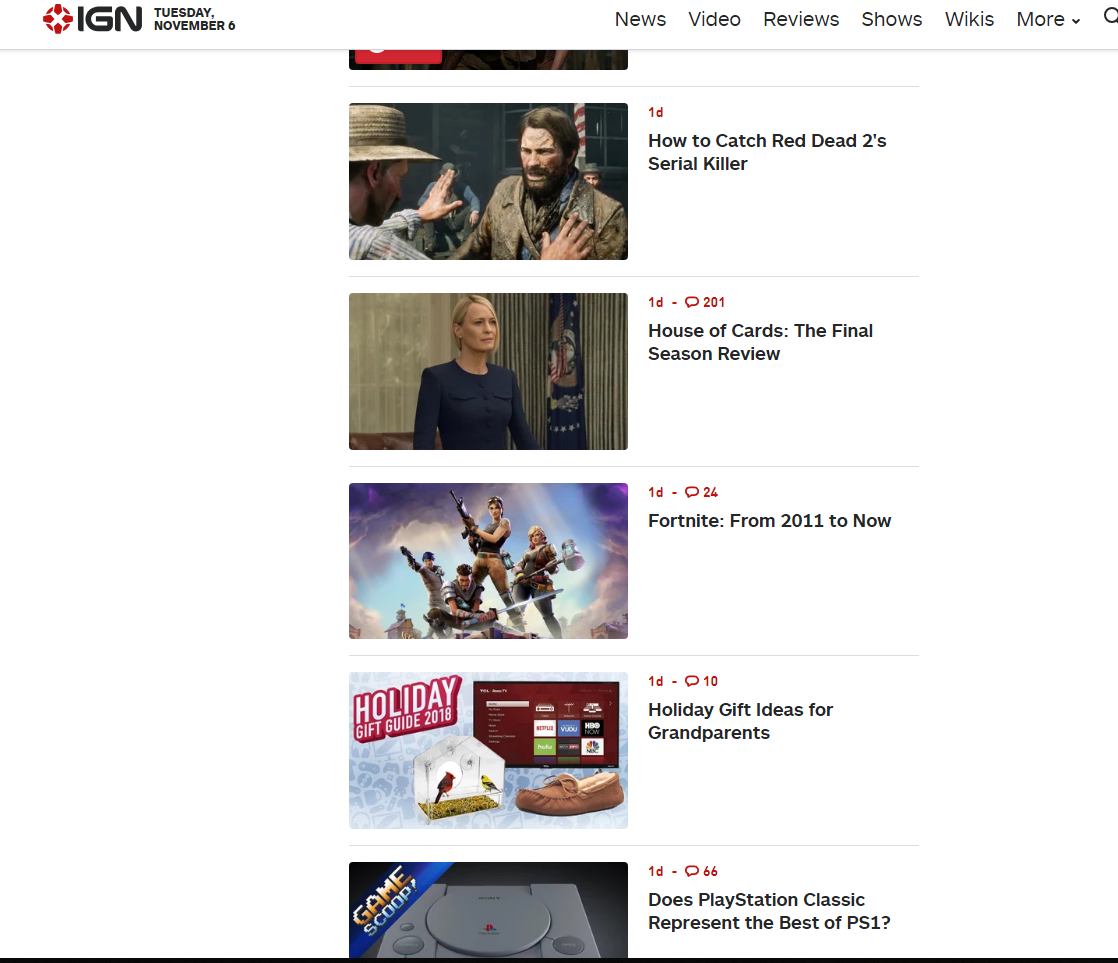 IGN
TUESDAY,
NOVEMBER 6
News Video Reviews Shows Wikis More
1d
How to Catch Red Dead 2's
Serial Killer
1d - 201
House of Cards: The Final
Season Review
1d - 24
Fortnite: From 2011 to Now
HOLIDAY
GIFT GUIDE 2018
TCL Roku TV
NETFLIX VUDU HBO NOW
hulu NBC
1d - 10
Holiday Gift Ideas for
Grandparents
GAME
SCOOP!
1d - 66
Does PlayStation Classic
Represent the Best of PS1?